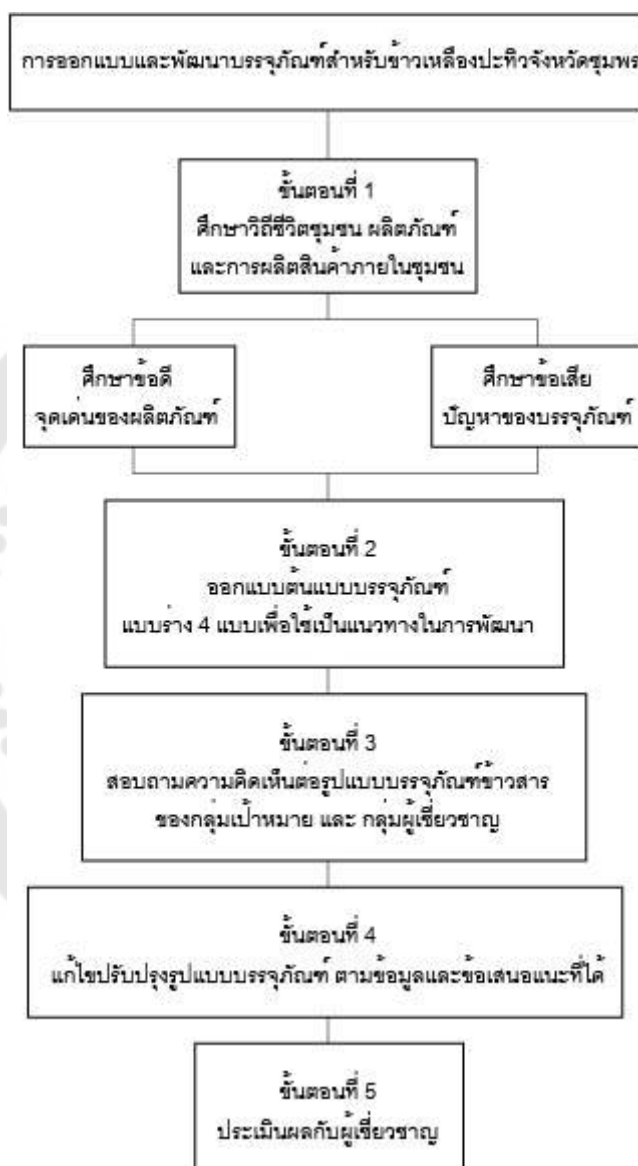 การออกแบบและพัฒนาบรรจุภัณฑ์สำหรับข้าวเหลืองปะทิวจังหวัดชุมพร
ขั้นตอนที่ 1
ศึกษาวิถีชีวิตชุมชน ผลิตภัณฑ์
และการผลิตสินค้าภายในชุมชน
ศึกษาข้อดี
จุดเด่นของผลิตภัณฑ์
ศึกษาข้อเสีย
ปัญหาของบรรจุภัณฑ์
ขั้นตอนที่ 2
ออกแบบต้นแบบบรรจุภัณฑ์
แบบร่าง 4 แบบเพื่อใช้เป็นแนวทางในการพัฒนา
ขั้นตอนที่ 3
สอบถามความคิดเห็นต่อรูปแบบบรรจุภัณฑ์ข้าวสาร
ของกลุ่มเป้าหมาย และ กลุ่มผู้เชี่ยวชาญ
ขั้นตอนที่ 4
แก้ไขปรับปรุงรูปแบบบรรจุภัณฑ์ ตามข้อมูลและข้อเสนอแนะที่ได้
ขั้นตอนที่ 5
ประเมินผลกับผู้เชี่ยวชาญ